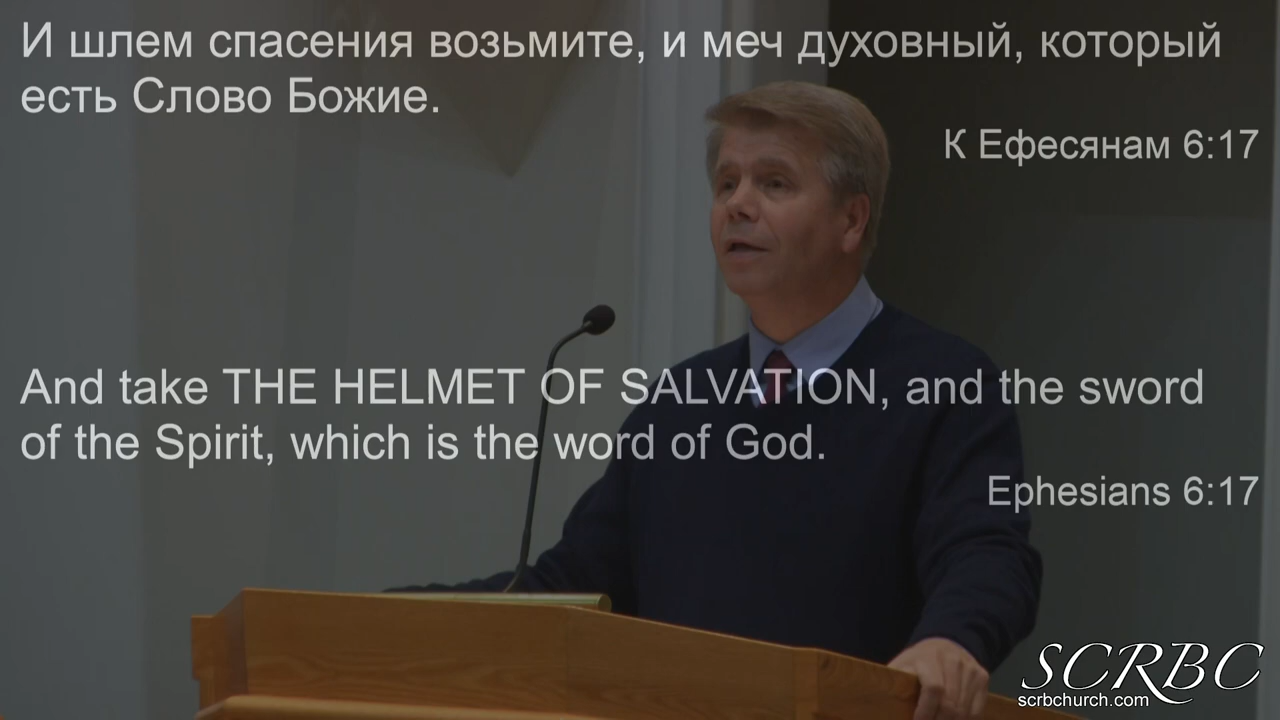 И шлем спасения возьмите, и меч духовный, который
есть Слово Божие.
К Ефесянам 6:17
And take THE HELMET OF SALVATION, and the sword
of the Spirit, which is the word of God.
Ephesians 6:17
SCRBC
scrbchurch.com